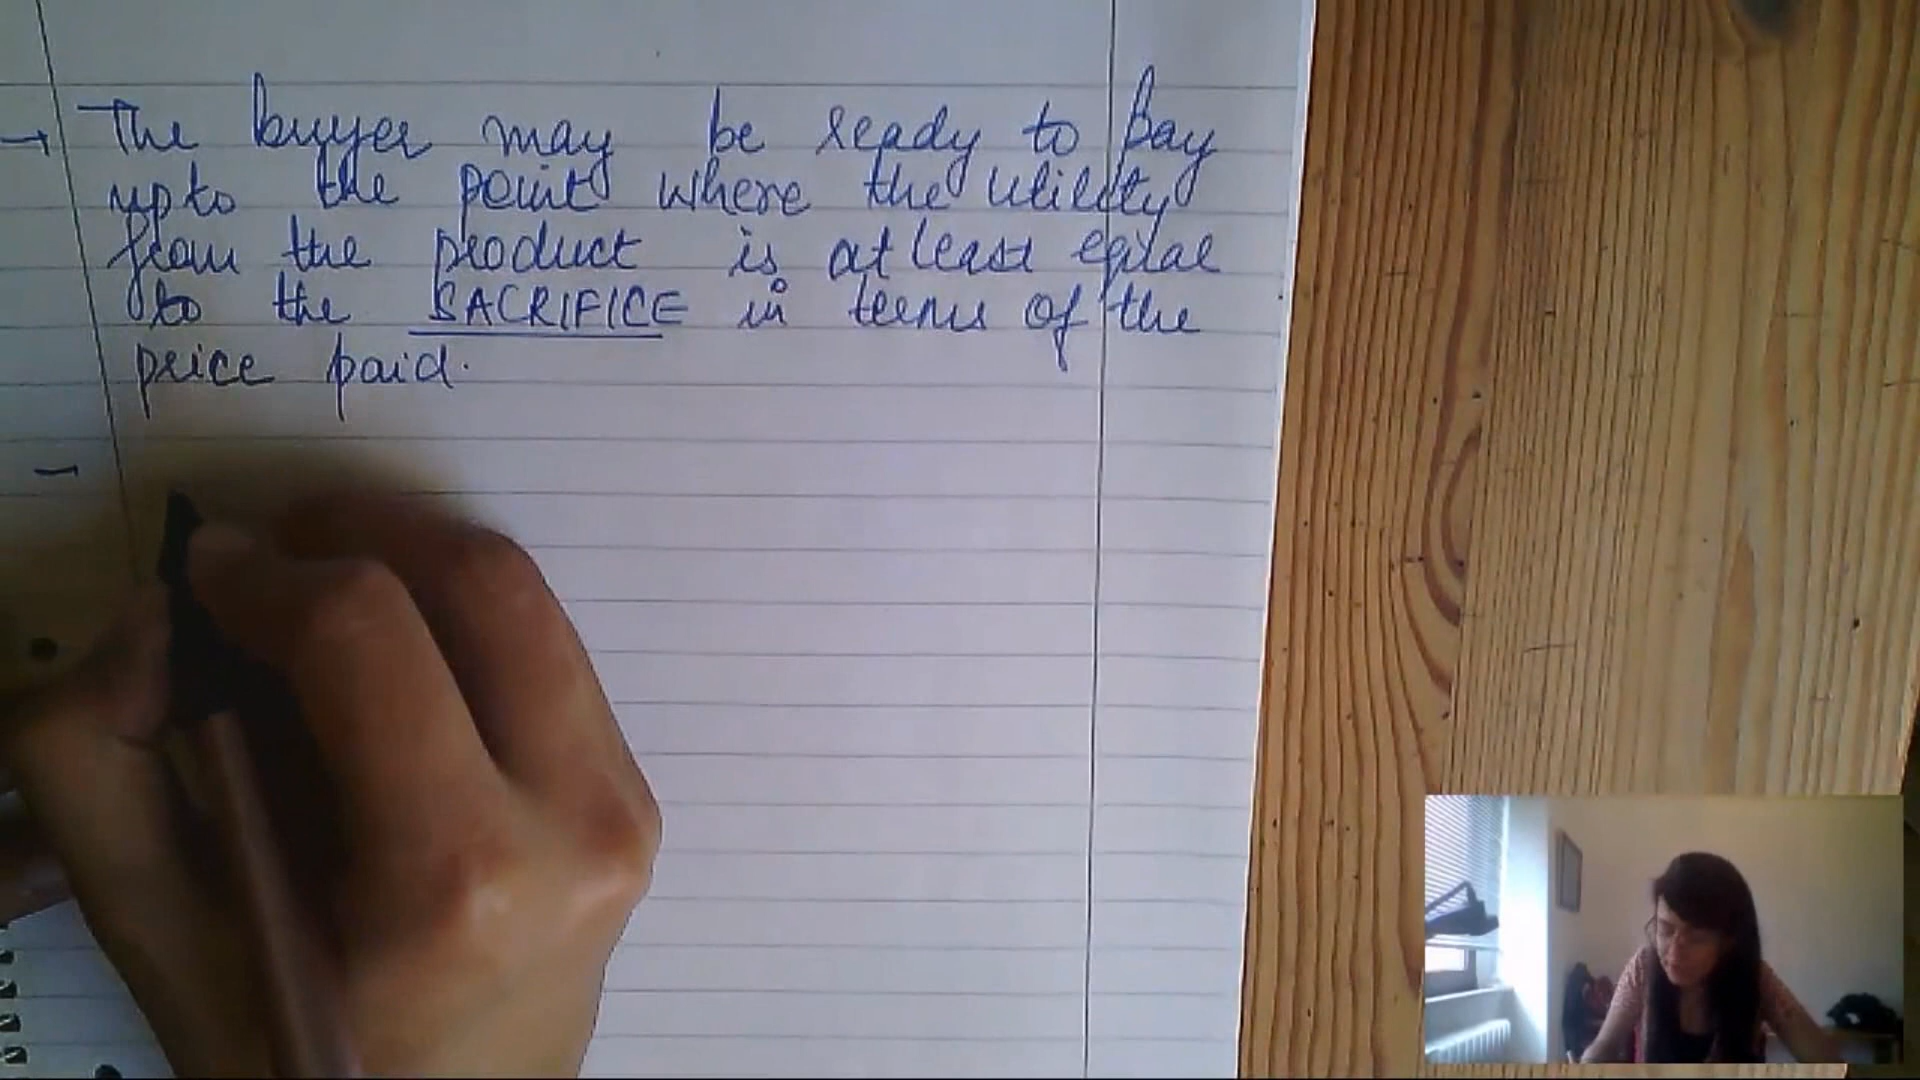 → The buyer may be ready to pay
upto the point where the utility
from the product is atleast equal
to the SACRIFICE in terms of the
price paid.
-